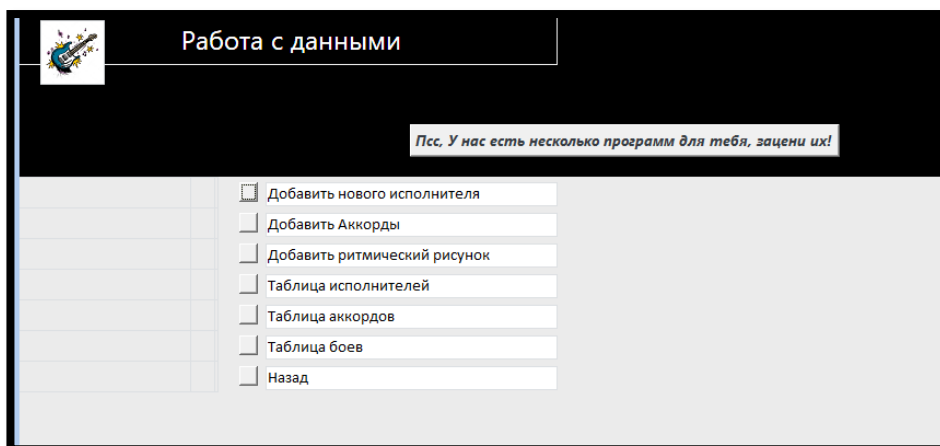 Работа с данными
Псс, У нас есть несколько программ для тебя, зацени их!
Добавить нового исполнителя
Добавить Аккорды
Добавить ритмический рисунок
Таблица исполнителей
Таблица аккордов
Таблица боев
Назад